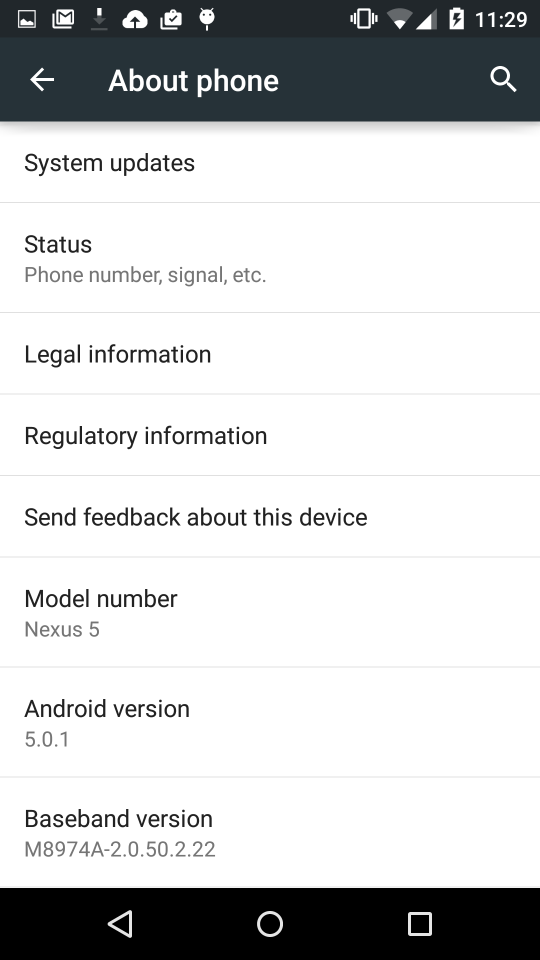 11:29
About phone
System updates
Status
Phone number, signal, etc.
Legal information
Regulatory information
Send feedback about this device
Model number
Nexus 5
Android version
5.0.1
Baseband version
M8974A-2.0.50.2.22